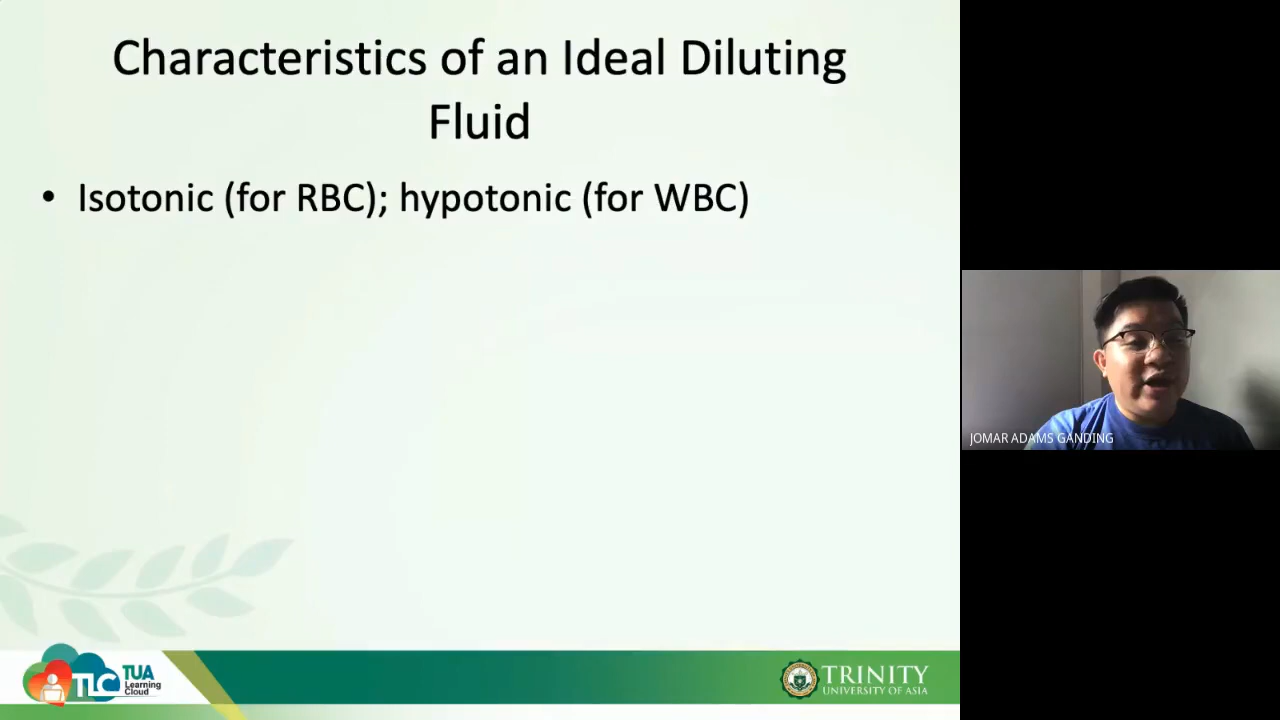 Characteristics of an Ideal Diluting
Fluid
• Isotonic (for RBC); hypotonic (for WBC)
JOMAR ADAMS GANDING
TLC
TUA
Learning
Cloud
TRINITY
UNIVERSITY OF ASIA